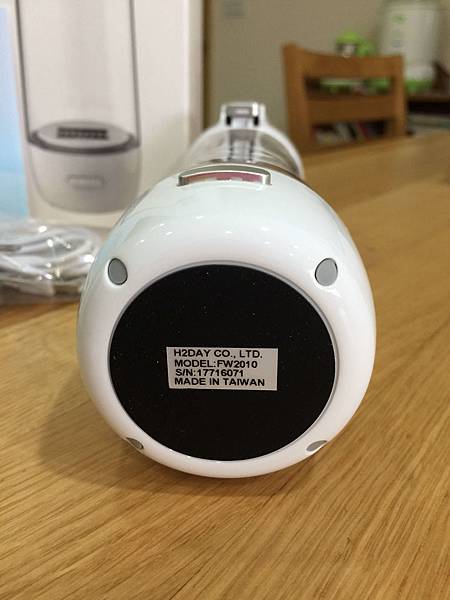 H2DAY CO., LTD.
MODEL:FW2010
S/N:17716071
MADE IN TAIWAN